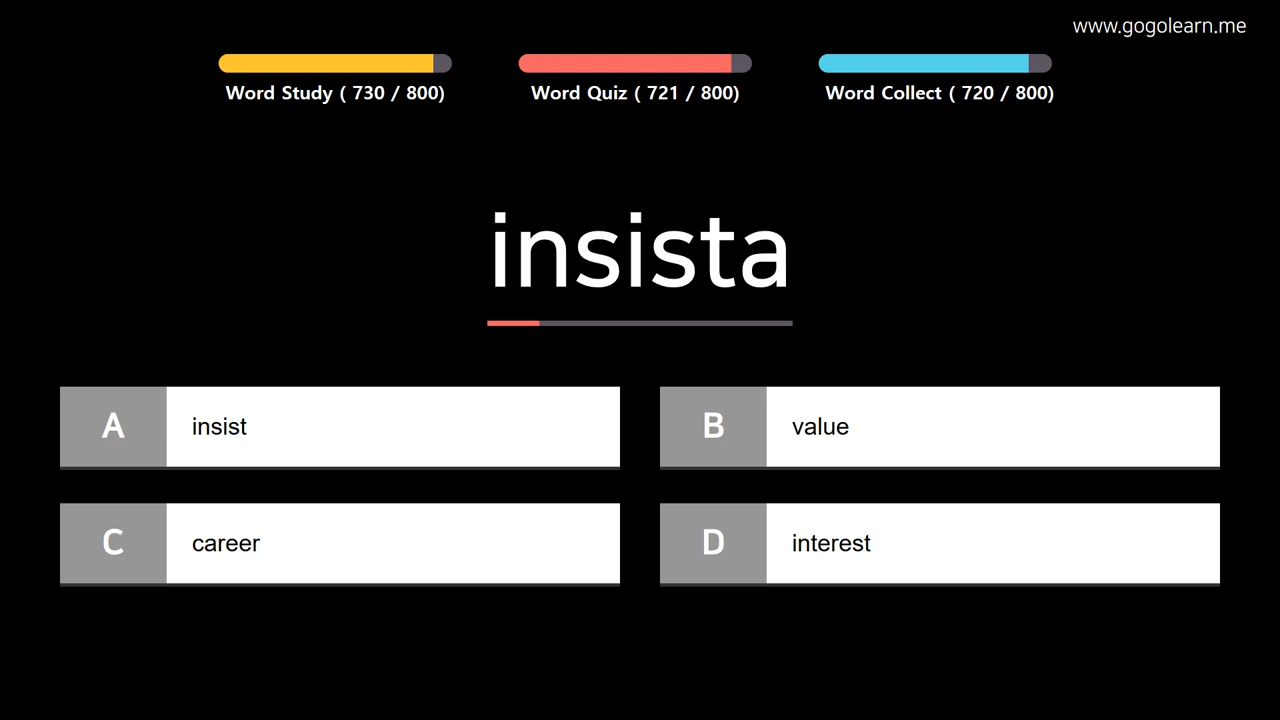 www.gogolearn.me
Word Study ( 730 / 800)
Word Quiz ( 721 / 800)
Word Collect ( 720 / 800)
insista
A insist
B value
C career
D interest